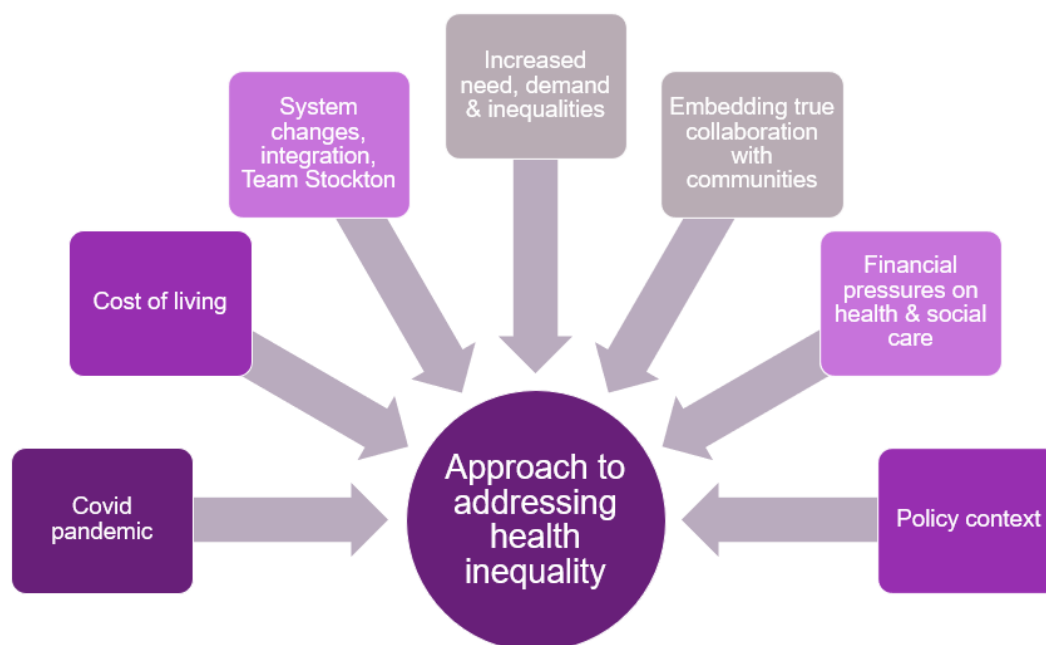 Increased
need, demand
& inequalities
System
changes,
integration,
Team Stockton
Embedding true
collaboration
with
communities
Cost of living
Financial
pressures on
health & social
care
Covid
pandemic
Approach to
addressing
health
inequality
Policy context